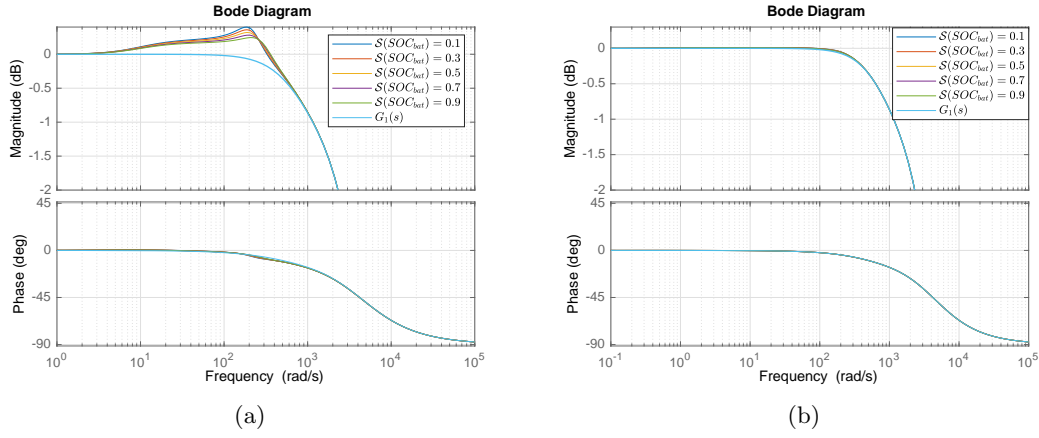 Bode Diagram
0
-0.5
-1
-1.5
-2
Magnitude (dB)
S(SOC_bat) = 0.1
S(SOC_bat) = 0.3
S(SOC_bat) = 0.5
S(SOC_bat) = 0.7
S(SOC_bat) = 0.9
G_1(s)
45
0
-45
-90
Phase (deg)
10^0 10^1 10^2 10^3 10^4 10^5
Frequency (rad/s)
(a)
Bode Diagram
0
-0.5
-1
-1.5
-2
Magnitude (dB)
S(SOC_bat) = 0.1
S(SOC_bat) = 0.3
S(SOC_bat) = 0.5
S(SOC_bat) = 0.7
S(SOC_bat) = 0.9
G_1(s)
45
0
-45
-90
Phase (deg)
10^-1 10^0 10^1 10^2 10^3 10^4 10^5
Frequency (rad/s)
(b)